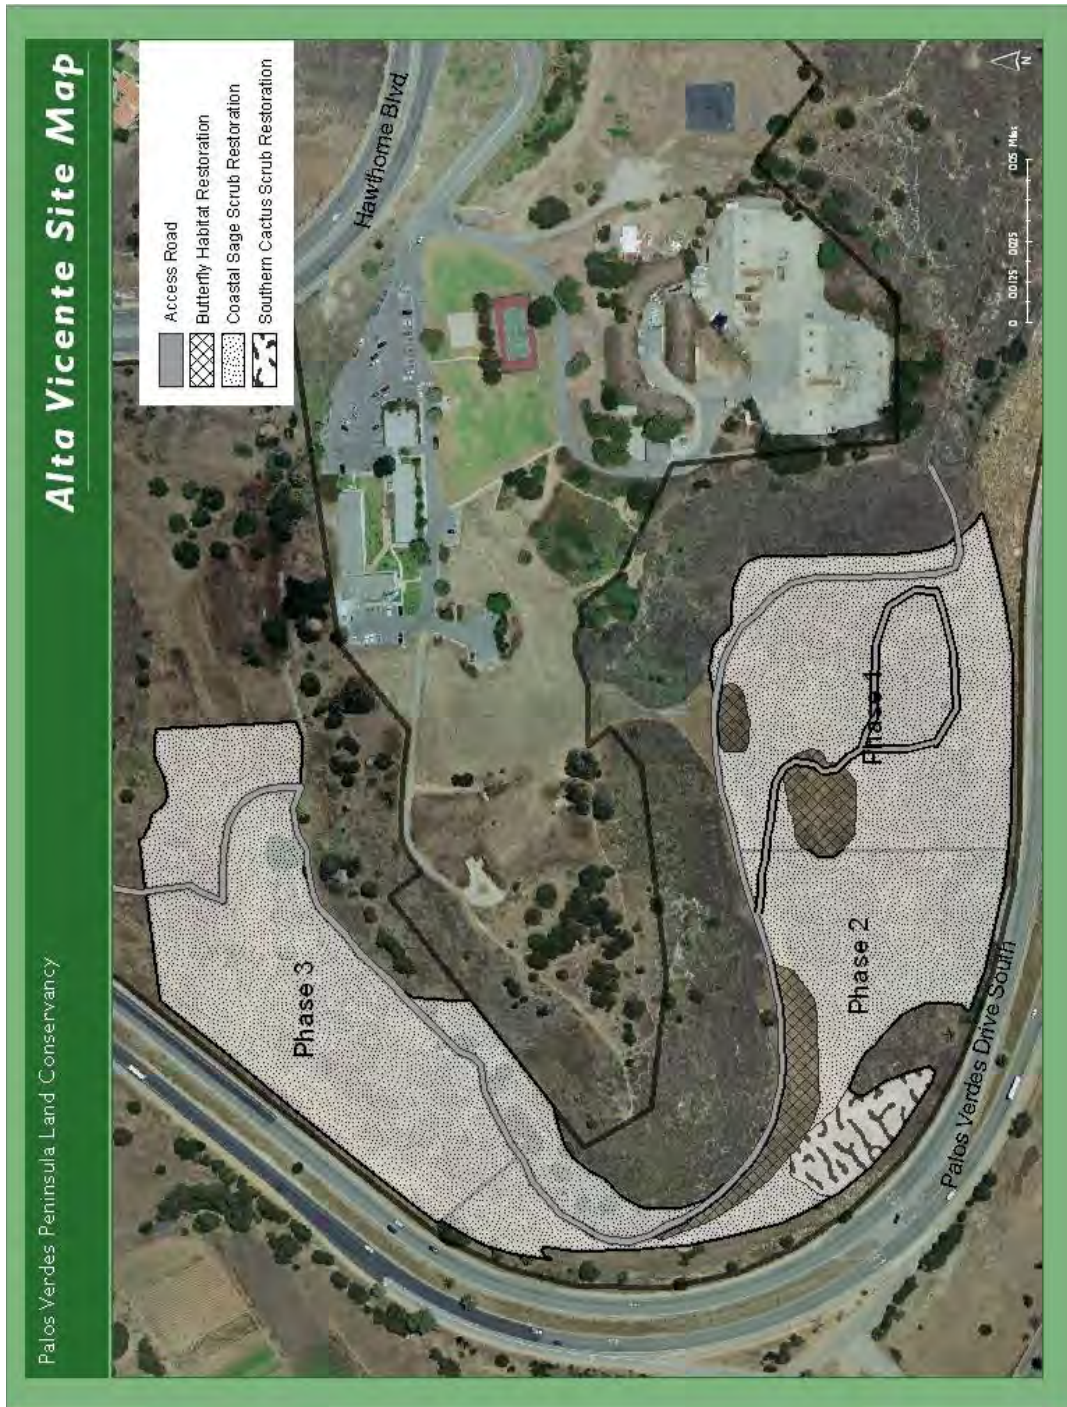 Palos Verdes Peninsula Land Conservancy
Alta Vicente Site Map
Access Road
Butterfly Habitat Restoration
Coastal Sage Scrub Restoration
Southern Cactus Scrub Restoration
Hawthorne Blvd
Phase 3
Phase 2
Phase 1
Palos Verdes Drive South
N
0 0.0125 0.025 0.05 Miles